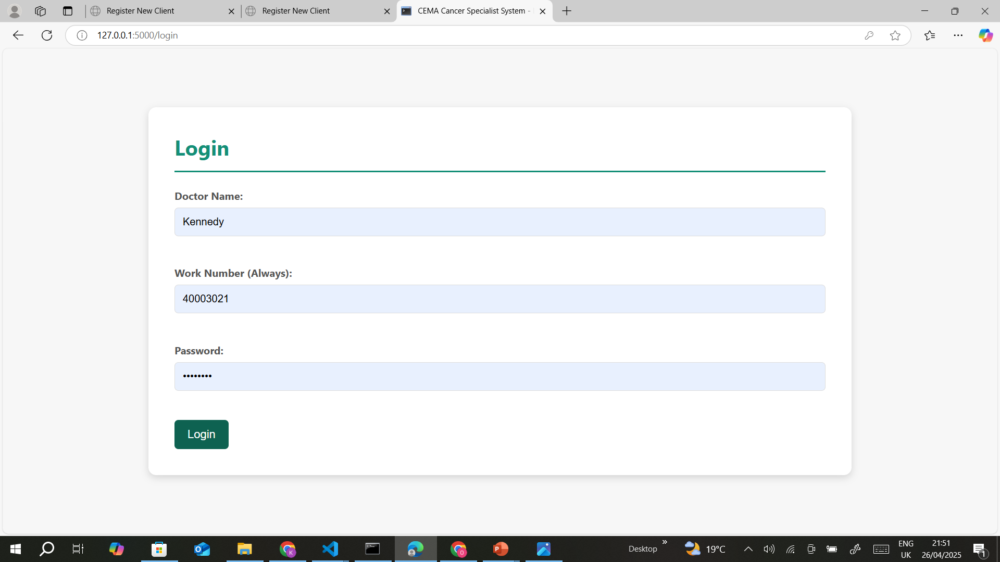 Register New Client
Register New Client
CEMA Cancer Specialist System -
127.0.0.1:5000/login
Login
Doctor Name:
Kennedy
Work Number (Always):
40003021
Password:
••••••••
Login
Desktop
19°C
ENG
UK
21:51
26/04/2025
1